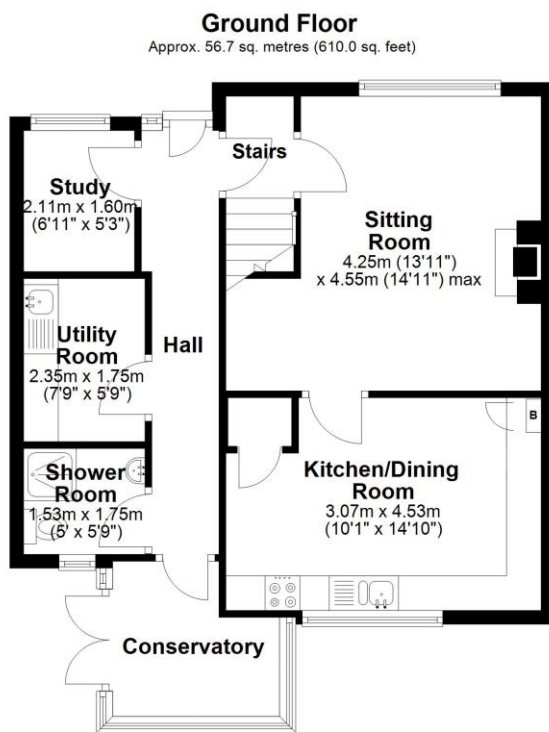 Ground Floor
Approx. 56.7 sq. metres (610.0 sq. feet)
Stairs
Study
2.11m x 1.60m
(6'11" x 5'3")
Sitting
Room
4.25m (13'11")
x 4.55m (14'11") max
Utility
Room
2.35m x 1.75m
(7'9" x 5'9")
Hall
B
Shower
Room
1.53m x 1.75m
(5' x 5'9")
Kitchen/Dining
Room
3.07m x 4.53m
(10'1" x 14'10")
Conservatory